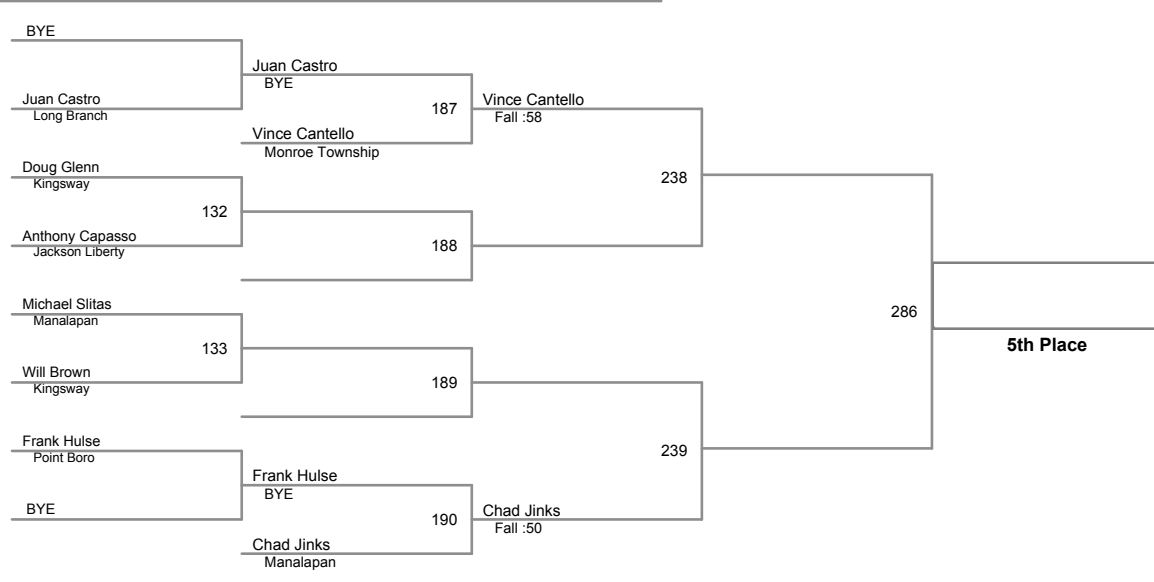 BYE
Juan Castro
BYE
Juan Castro
Long Branch
187
Vince Cantello
Fall :58
Vince Cantello
Monroe Township
Doug Glenn
Kingsway
238
132
Anthony Capasso
Jackson Liberty
188
Michael Slitas
Manalapan
286
133
5th Place
Will Brown
Kingsway
189
Frank Hulse
Point Boro
239
Frank Hulse
BYE
BYE
190
Chad Jinks
Fall :50
Chad Jinks
Manalapan